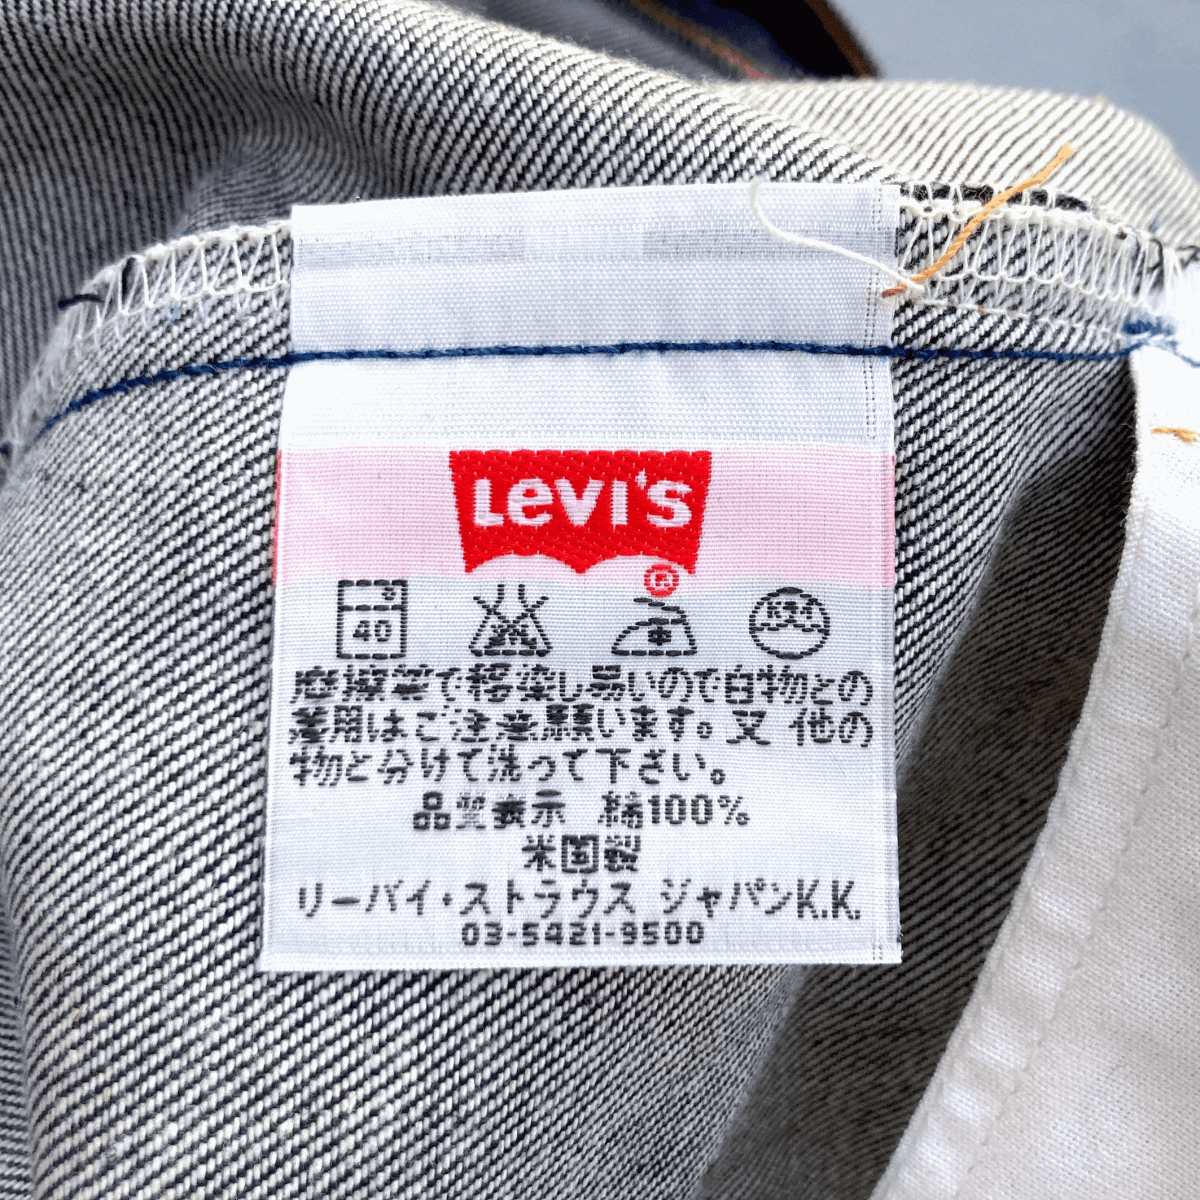 LEVI'S
®
40
摩擦等で移染し易いので白物との
着用はご注意願います。又 他の
物と分けて洗って下さい。
品質表示 綿100%
米国製
リーバイ・ストラウス ジャパンK.K.
03-5421-9500